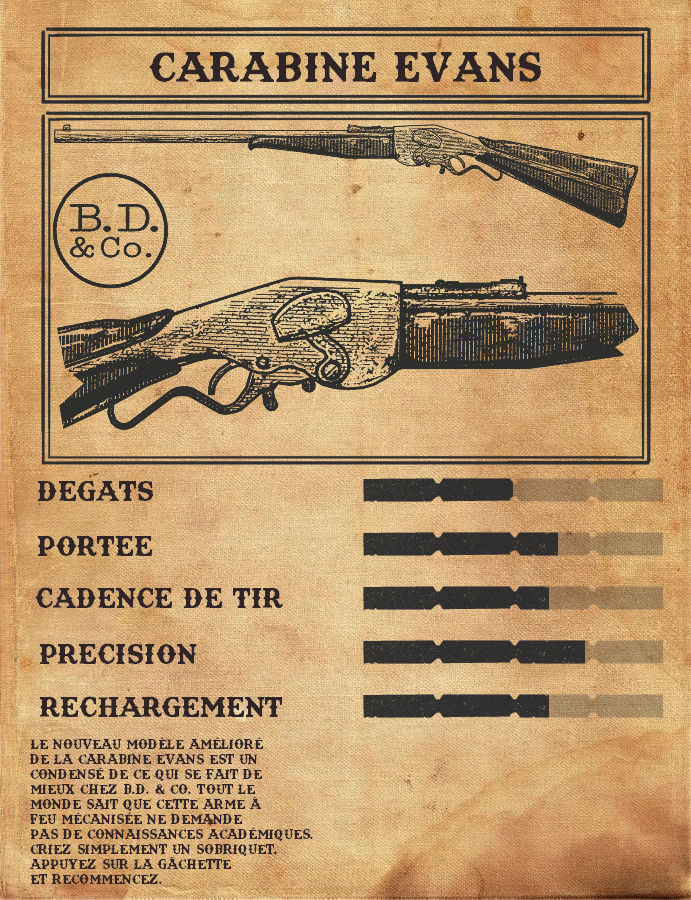 CARABINE EVANS
B.D.
& Co.
DEGATS
PORTEE
CADENCE DE TIR
PRECISION
RECHARGEMENT
LE NOUVEAU MODÈLE AMÉLIORÉ
DE LA CARABINE EVANS EST UN
CONDENSÉ DE CE QUI SE FAIT DE
MIEUX CHEZ B.D. & CO. TOUT LE
MONDE SAIT QUE CETTE ARME À
FEU MÉCANISÉE NE DEMANDE
PAS DE CONNAISSANCES ACADÉMIQUES.
CRIEZ SIMPLEMENT UN SOBRIQUET,
APPUYEZ SUR LA GÂCHETTE
ET RECOMMENCEZ.